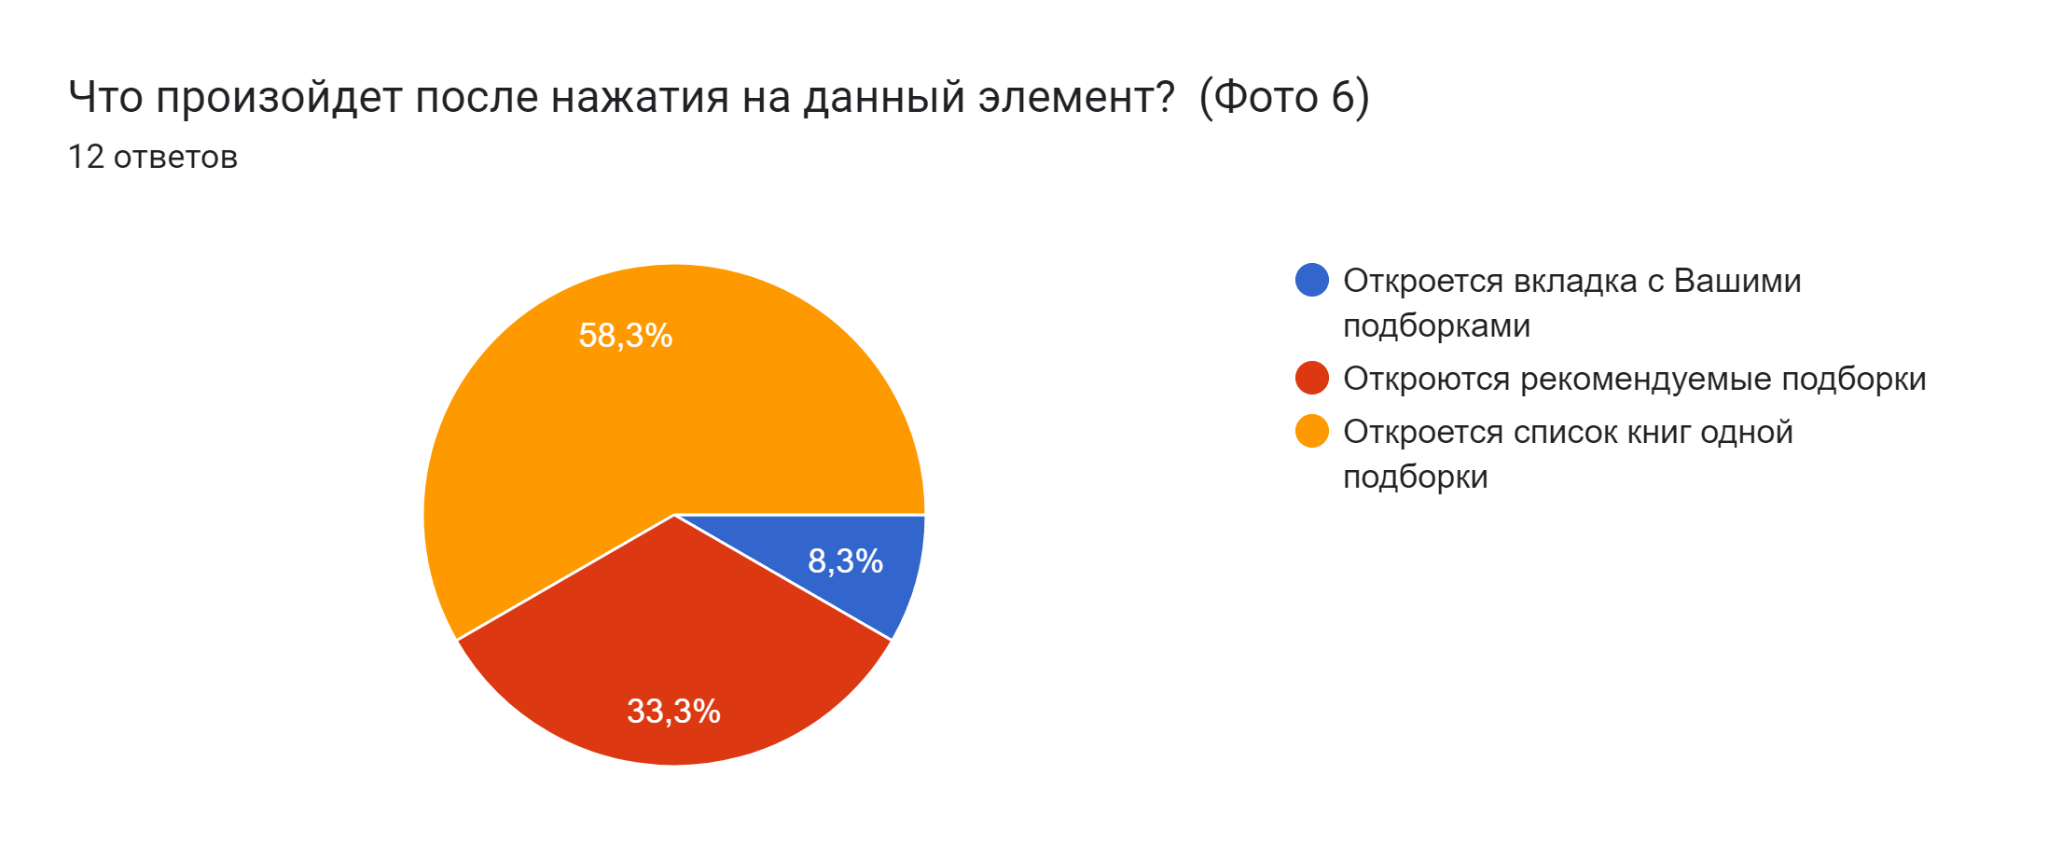 Что произойдет после нажатия на данный элемент?  (Фото 6)
12 ответов
58,3%
8,3%
33,3%
Откроется вкладка с Вашими
подборками
Откроются рекомендуемые подборки
Откроется список книг одной
подборки